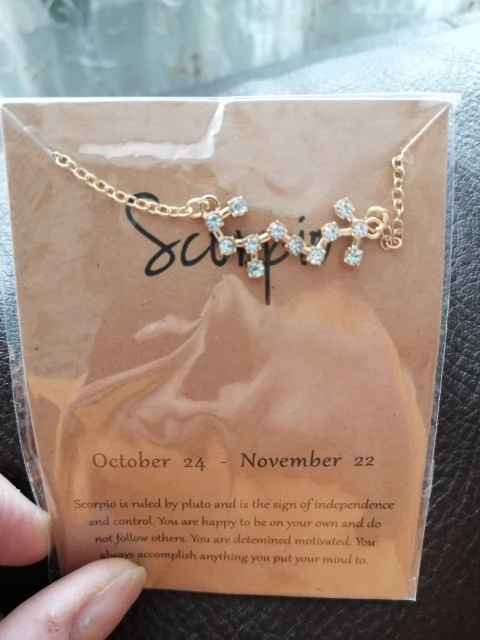 Scorpio
October 24 - November 22
Scorpio is ruled by pluto and is the sign of independence
and control. You are happy to be on your own and do
not follow others. You are detemined motivated. You
always accomplish anything you put your mind to.